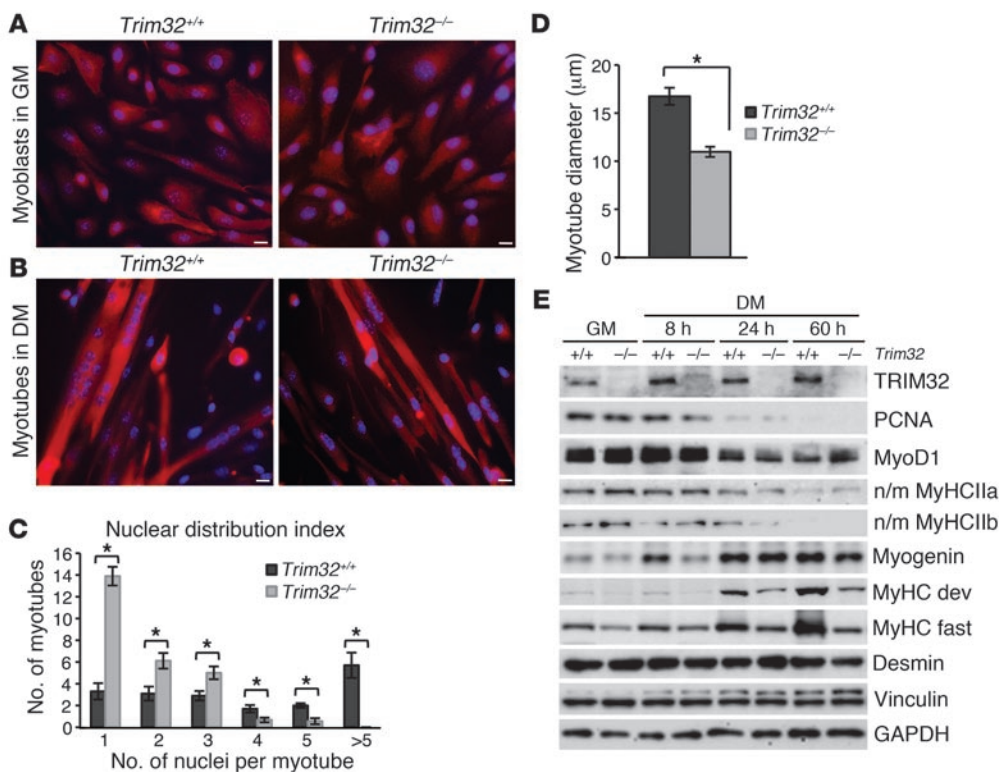 A
Trim32+/+
Trim32–/–
Myoblasts in GM
B
Trim32+/+
Trim32–/–
Myotubes in DM
C
Nuclear distribution index
No. of myotubes
16
14
12
10
8
6
4
2
0
* * * * * *
Trim32+/+
Trim32–/–
1 2 3 4 5 >5
No. of nuclei per myotube
D
Myotube diameter (μm)
20
15
10
5
0
*
Trim32+/+
Trim32–/–
E
DM
GM 8 h 24 h 60 h
+/+ –/– +/+ –/– +/+ –/– +/+ –/– Trim32
TRIM32
PCNA
MyoD1
n/m MyHCIIa
n/m MyHCIIb
Myogenin
MyHC dev
MyHC fast
Desmin
Vinculin
GAPDH